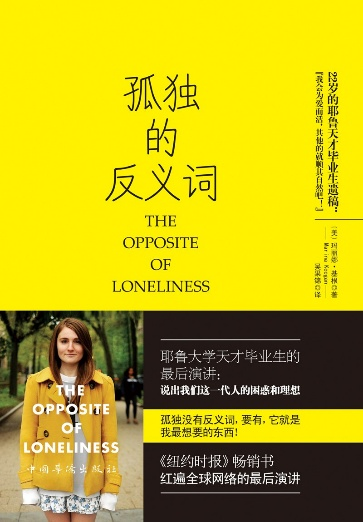 孤独
的
反义词
THE
OPPOSITE
OF
LONELINESS
22岁的耶鲁天才毕业生遗稿：
『我会为爱而活，其他的就顺其自然吧！』
［美］玛丽娜·基根 著
Marina Keegan
吴果锦 译
THE
OPPOSITE
OF
LONELINESS
中国华侨出版社
耶鲁大学天才毕业生的
最后演讲：
说出我们这一代人的困惑和理想
孤独没有反义词，要有，它就是
我最想要的东西！
《纽约时报》畅销书
红遍全球网络的最后演讲